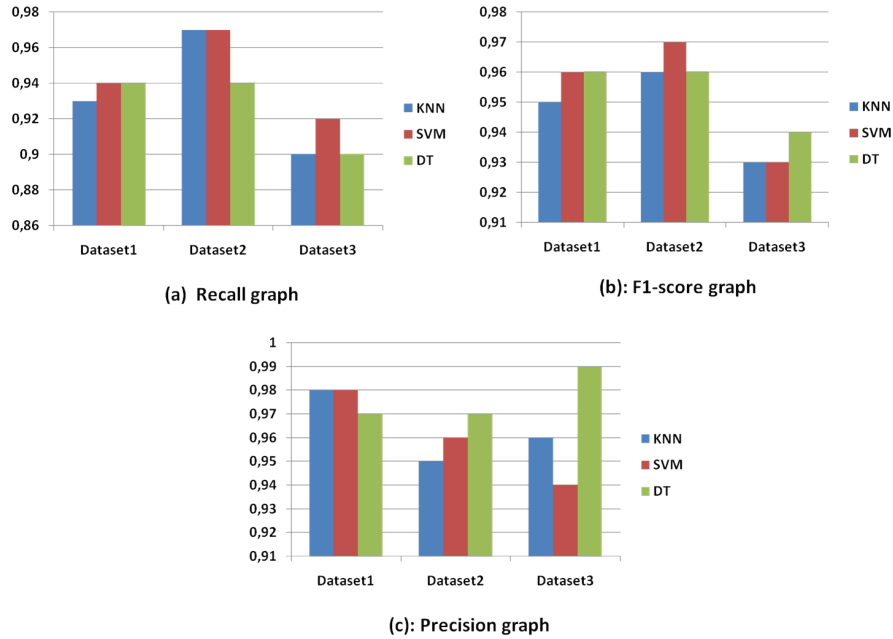 0,98
0,96
0,94
0,92
0,9
0,88
0,86
Dataset1 Dataset2 Dataset3
KNN
SVM
DT
(a) Recall graph
0,98
0,97
0,96
0,95
0,94
0,93
0,92
0,91
Dataset1 Dataset2 Dataset3
KNN
SVM
DT
(b): F1-score graph
1
0,99
0,98
0,97
0,96
0,95
0,94
0,93
0,92
0,91
Dataset1 Dataset2 Dataset3
KNN
SVM
DT
(c): Precision graph